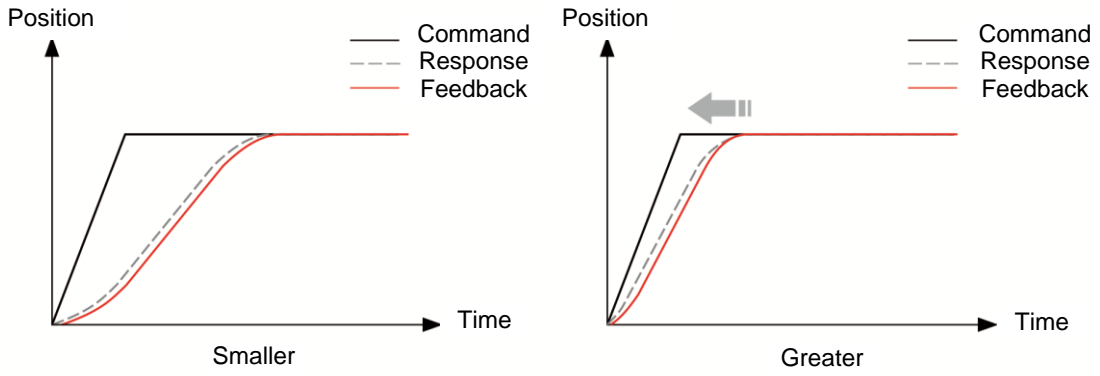 Position
Command
Response
Feedback
Time
Smaller
Position
Command
Response
Feedback
Time
Greater